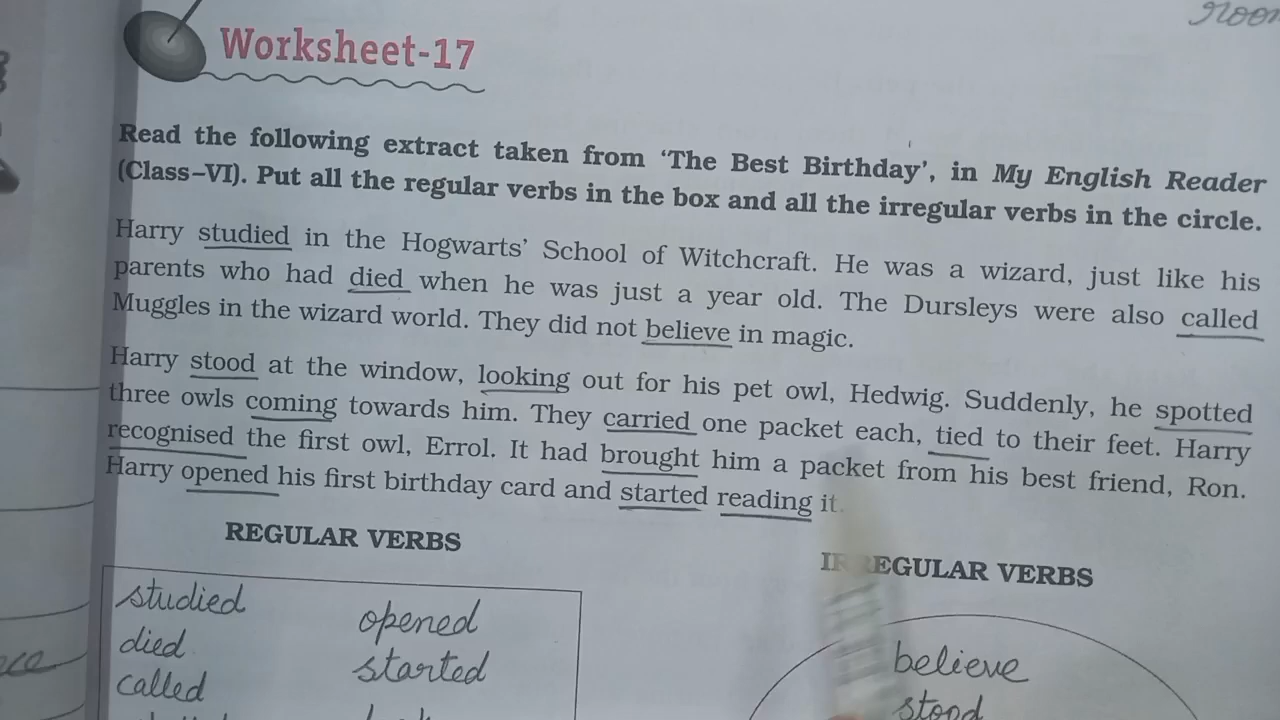 room
Worksheet-17
Read the following extract taken from ‘The Best Birthday’, in My English Reader
(Class–VI). Put all the regular verbs in the box and all the irregular verbs in the circle.
Harry studied in the Hogwarts’ School of Witchcraft. He was a wizard, just like his
parents who had died when he was just a year old. The Dursleys were also called
Muggles in the wizard world. They did not believe in magic.
Harry stood at the window, looking out for his pet owl, Hedwig. Suddenly, he spotted
three owls coming towards him. They carried one packet each, tied to their feet. Harry
recognised the first owl, Errol. It had brought him a packet from his best friend, Ron.
Harry opened his first birthday card and started reading it.
REGULAR VERBS
IRREGULAR VERBS
studied opened
died started
called
believe
stood